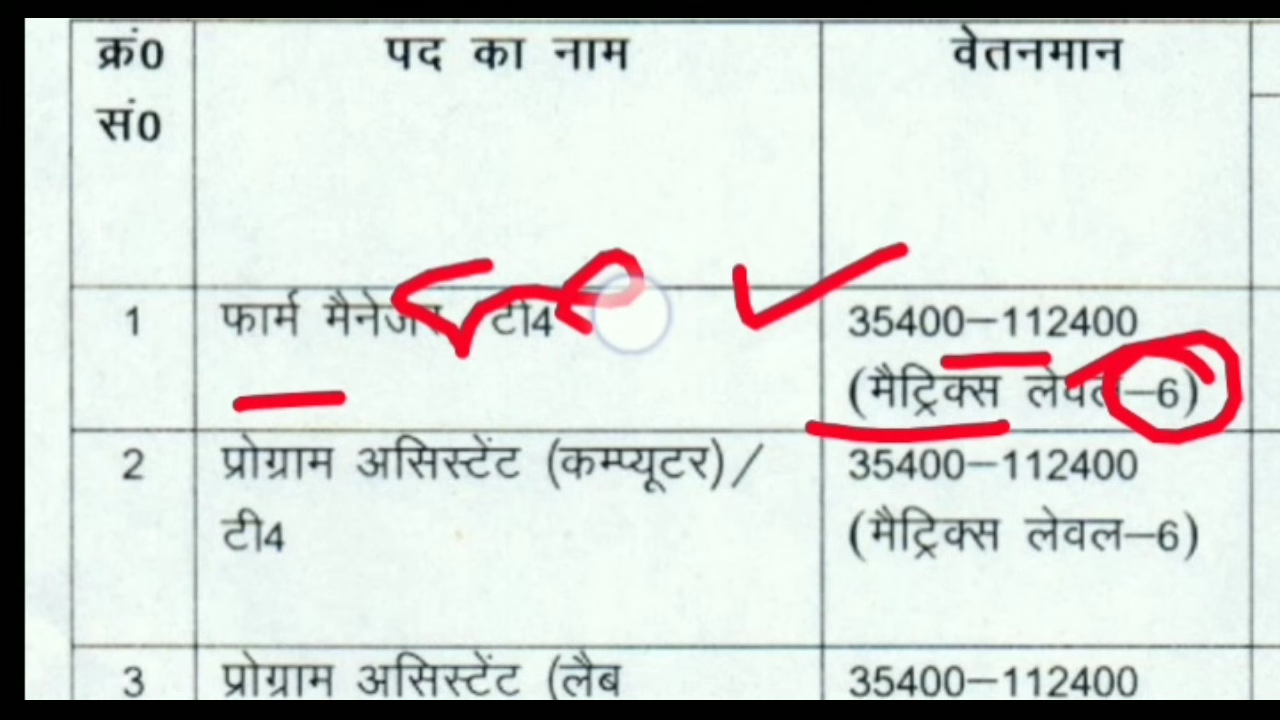 क्रं0 पद का नाम वेतनमान
सं0
1 फार्म मैनेजर टी4 35400–112400
(मैट्रिक्स लेवल–6)
2 प्रोग्राम असिस्टेंट (कम्प्यूटर)/ 35400–112400
टी4 (मैट्रिक्स लेवल–6)
3 प्रोग्राम असिस्टेंट (लैब 35400–112400